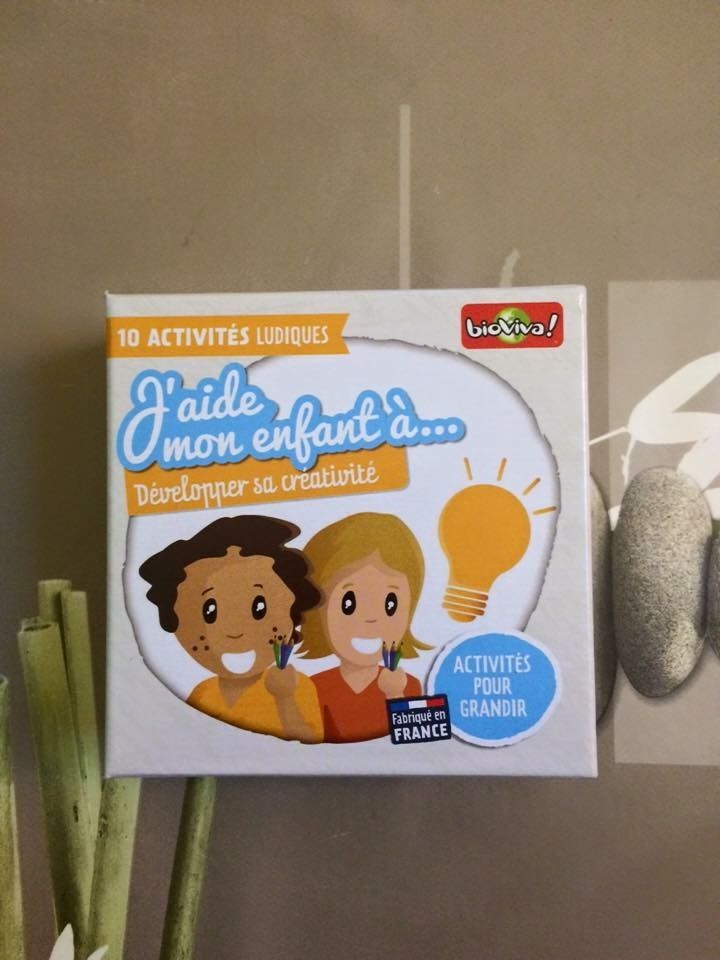 10 ACTIVITÉS LUDIQUES
bioviva!
J'aide
mon enfant à...
Développer sa créativité
ACTIVITÉS
POUR
GRANDIR
Fabriqué en
FRANCE